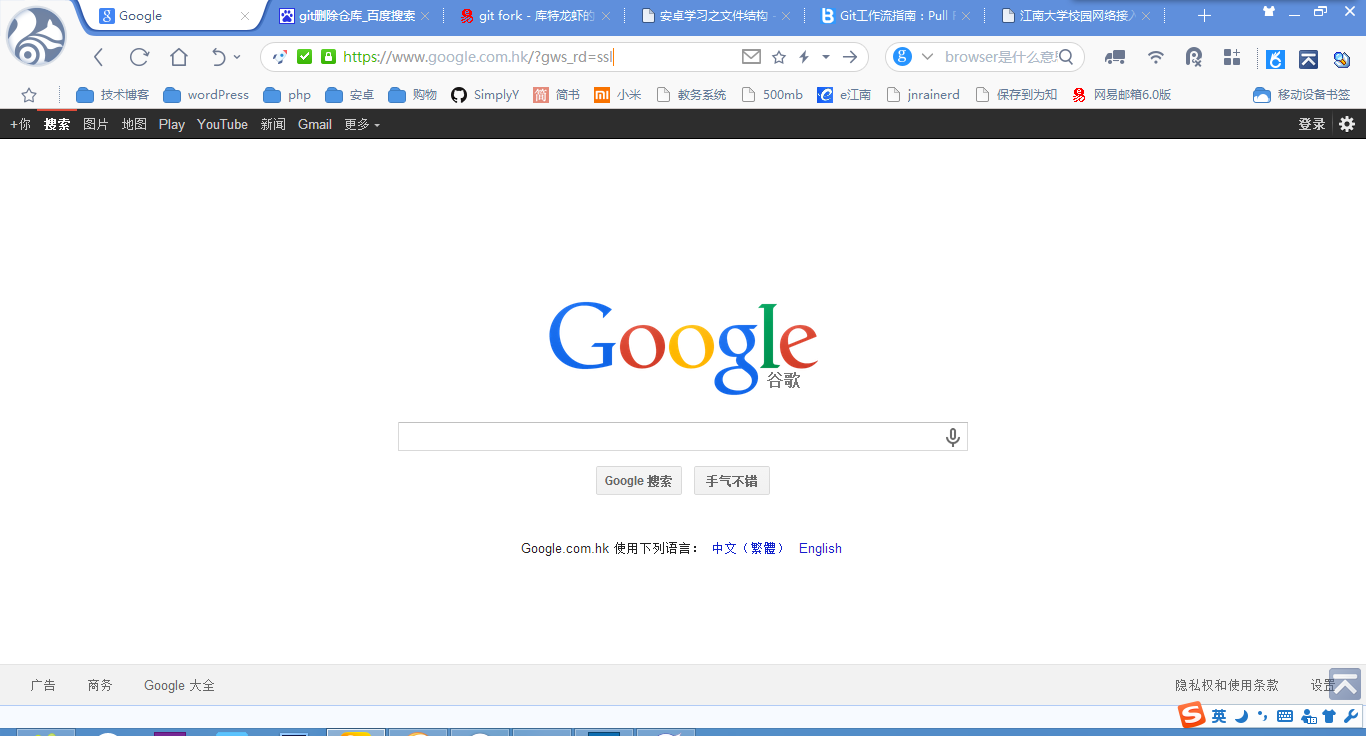 Google git删除仓库_百度搜索 git fork - 库特龙虾的 安卓学习之文件结构 - Git工作流指南：Pull 江南大学校园网络接入
https://www.google.com.hk/?gws_rd=ssl browser是什么意思
技术博客 wordPress php 安卓 购物 SimplyY 简 简书 mi 小米 教务系统 500mb e江南 jnrainerd 保存到为知 网易邮箱6.0版 移动设备书签
+你 搜索 图片 地图 Play YouTube 新闻 Gmail 更多 登录
Google
谷歌
Google 搜索 手气不错
Google.com.hk 使用下列语言： 中文（繁體） English
广告 商务 Google 大全 隐私权和使用条款 设置
S 英